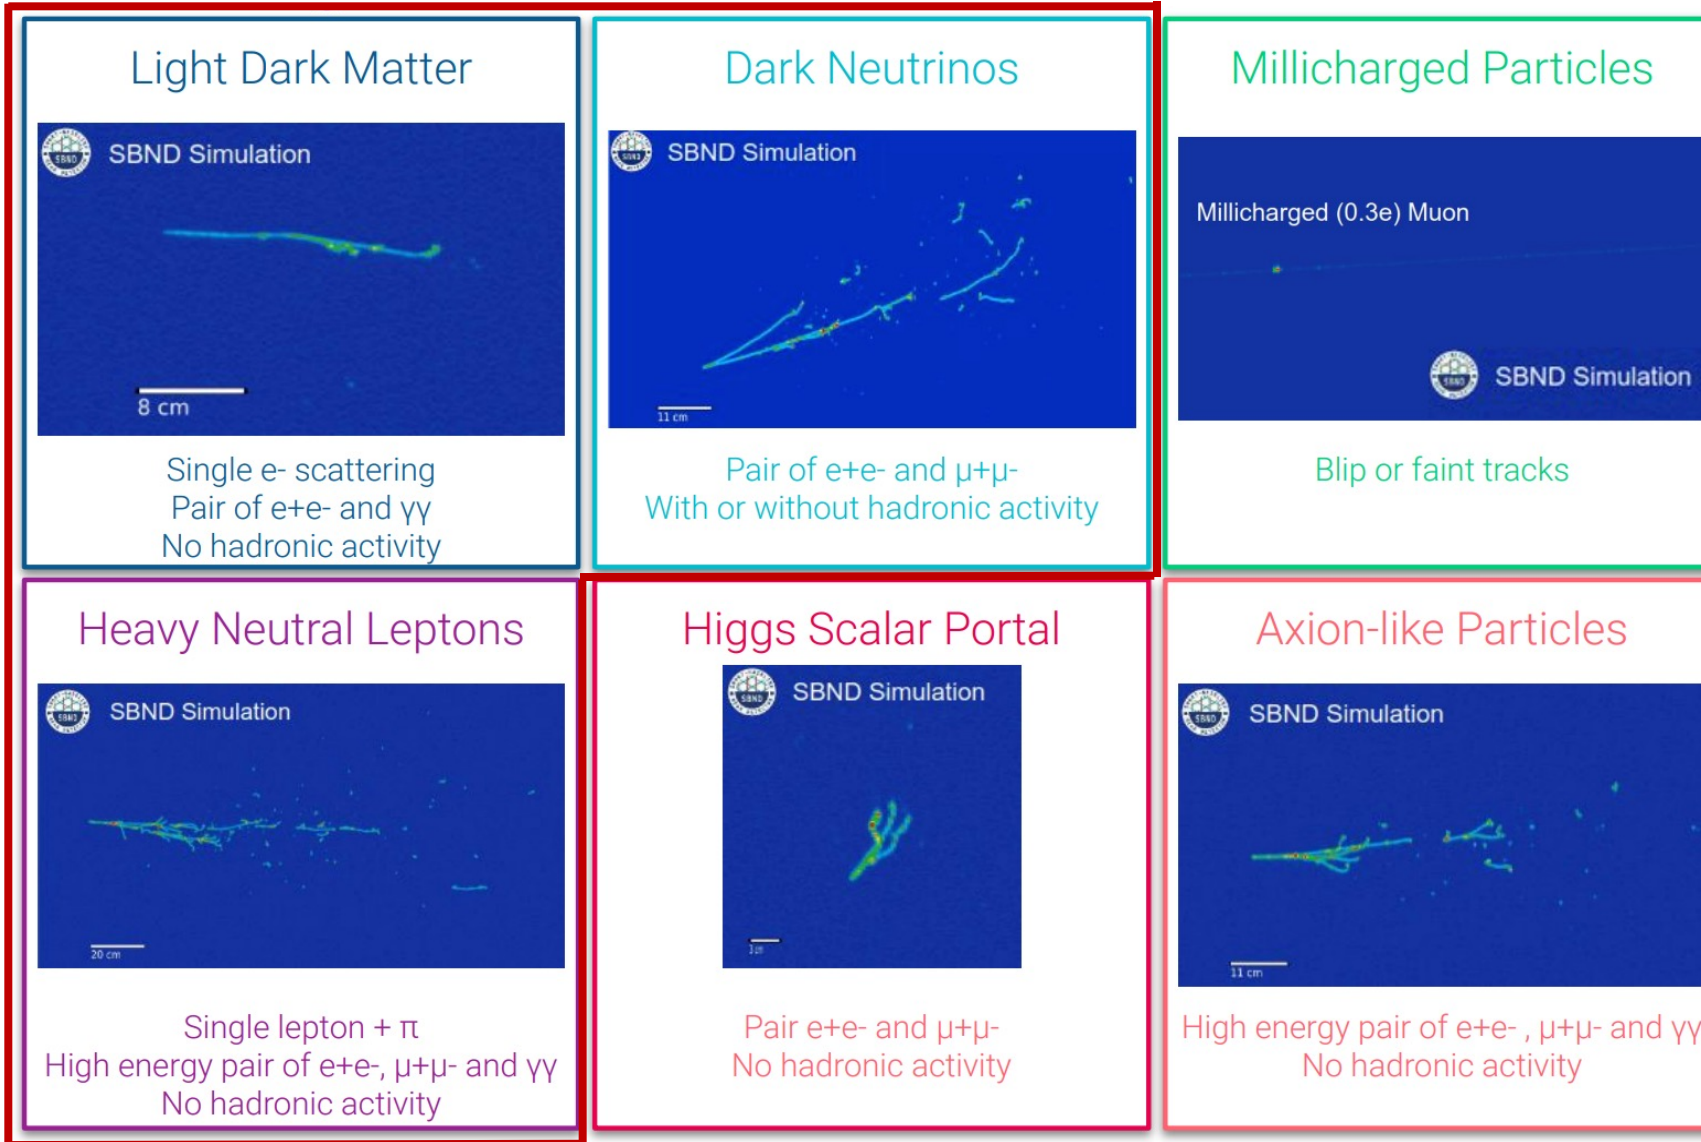 Light Dark Matter
SBND Simulation
8 cm
Single e- scattering
Pair of e+e- and γγ
No hadronic activity
Dark Neutrinos
SBND Simulation
11 cm
Pair of e+e- and μ+μ-
With or without hadronic activity
Millicharged Particles
Millicharged (0.3e) Muon
SBND Simulation
Blip or faint tracks
Heavy Neutral Leptons
SBND Simulation
20 cm
Single lepton + π
High energy pair of e+e-, μ+μ- and γγ
No hadronic activity
Higgs Scalar Portal
SBND Simulation
Pair e+e- and μ+μ-
No hadronic activity
Axion-like Particles
SBND Simulation
11 cm
High energy pair of e+e- , μ+μ- and γγ
No hadronic activity